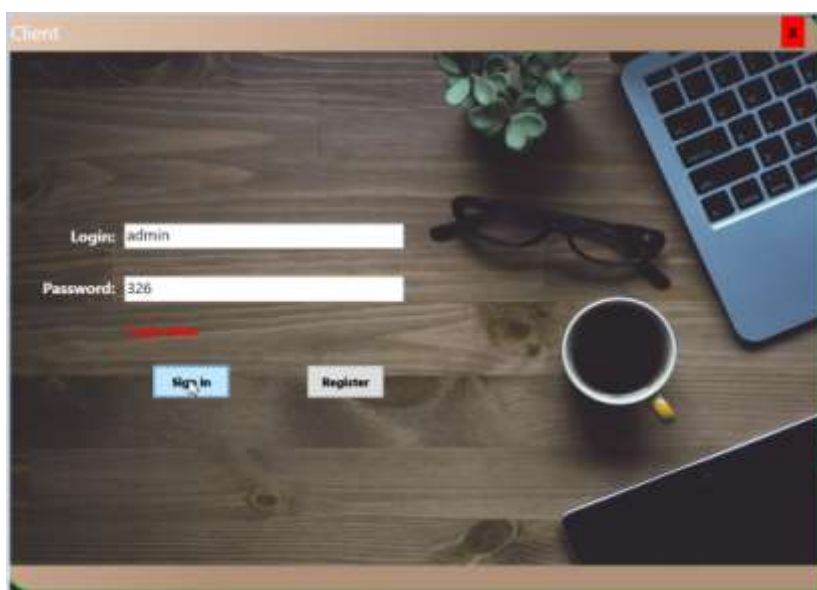 Client
X
Login: admin
Password: 326
Sign in
Register